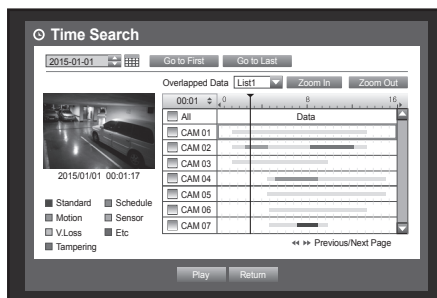 Time Search
2015-01-01 Go to First Go to Last
Overlapped Data List1 Zoom In Zoom Out
00:01 0 8 16
All Data
CAM 01
CAM 02
CAM 03
CAM 04
CAM 05
CAM 06
CAM 07
2015/01/01 00:01:17
Standard Schedule
Motion Sensor
V.Loss Etc
Tampering
Previous/Next Page
Play Return